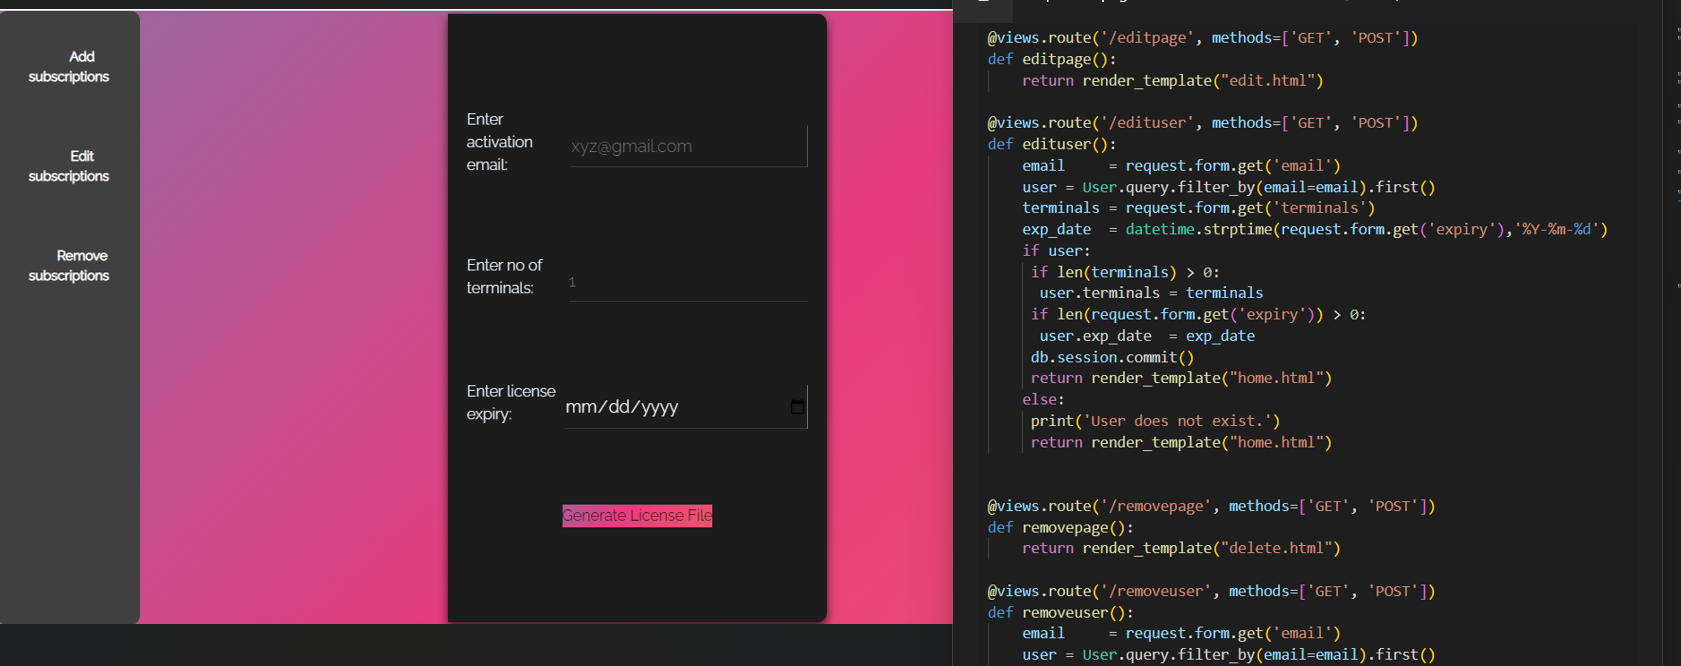 Add
subscriptions
Edit
subscriptions
Remove
subscriptions
Enter
activation
email:
xyz@gmail.com
Enter no of
terminals:
1
Enter license
expiry:
mm/dd/yyyy
Generate License File
@views.route('/editpage', methods=['GET', 'POST'])
def editpage():
    return render_template("edit.html")
@views.route('/edituser', methods=['GET', 'POST'])
def edituser():
    email     = request.form.get('email')
    user = User.query.filter_by(email=email).first()
    terminals = request.form.get('terminals')
    exp_date  = datetime.strptime(request.form.get('expiry'),'%Y-%m-%d')
    if user:
     if len(terminals) > 0:
      user.terminals = terminals
     if len(request.form.get('expiry')) > 0:
      user.exp_date  = exp_date
     db.session.commit()
     return render_template("home.html")
    else:
     print('User does not exist.')
     return render_template("home.html")
@views.route('/removepage', methods=['GET', 'POST'])
def removepage():
    return render_template("delete.html")
@views.route('/removeuser', methods=['GET', 'POST'])
def removeuser():
    email     = request.form.get('email')
    user = User.query.filter_by(email=email).first()